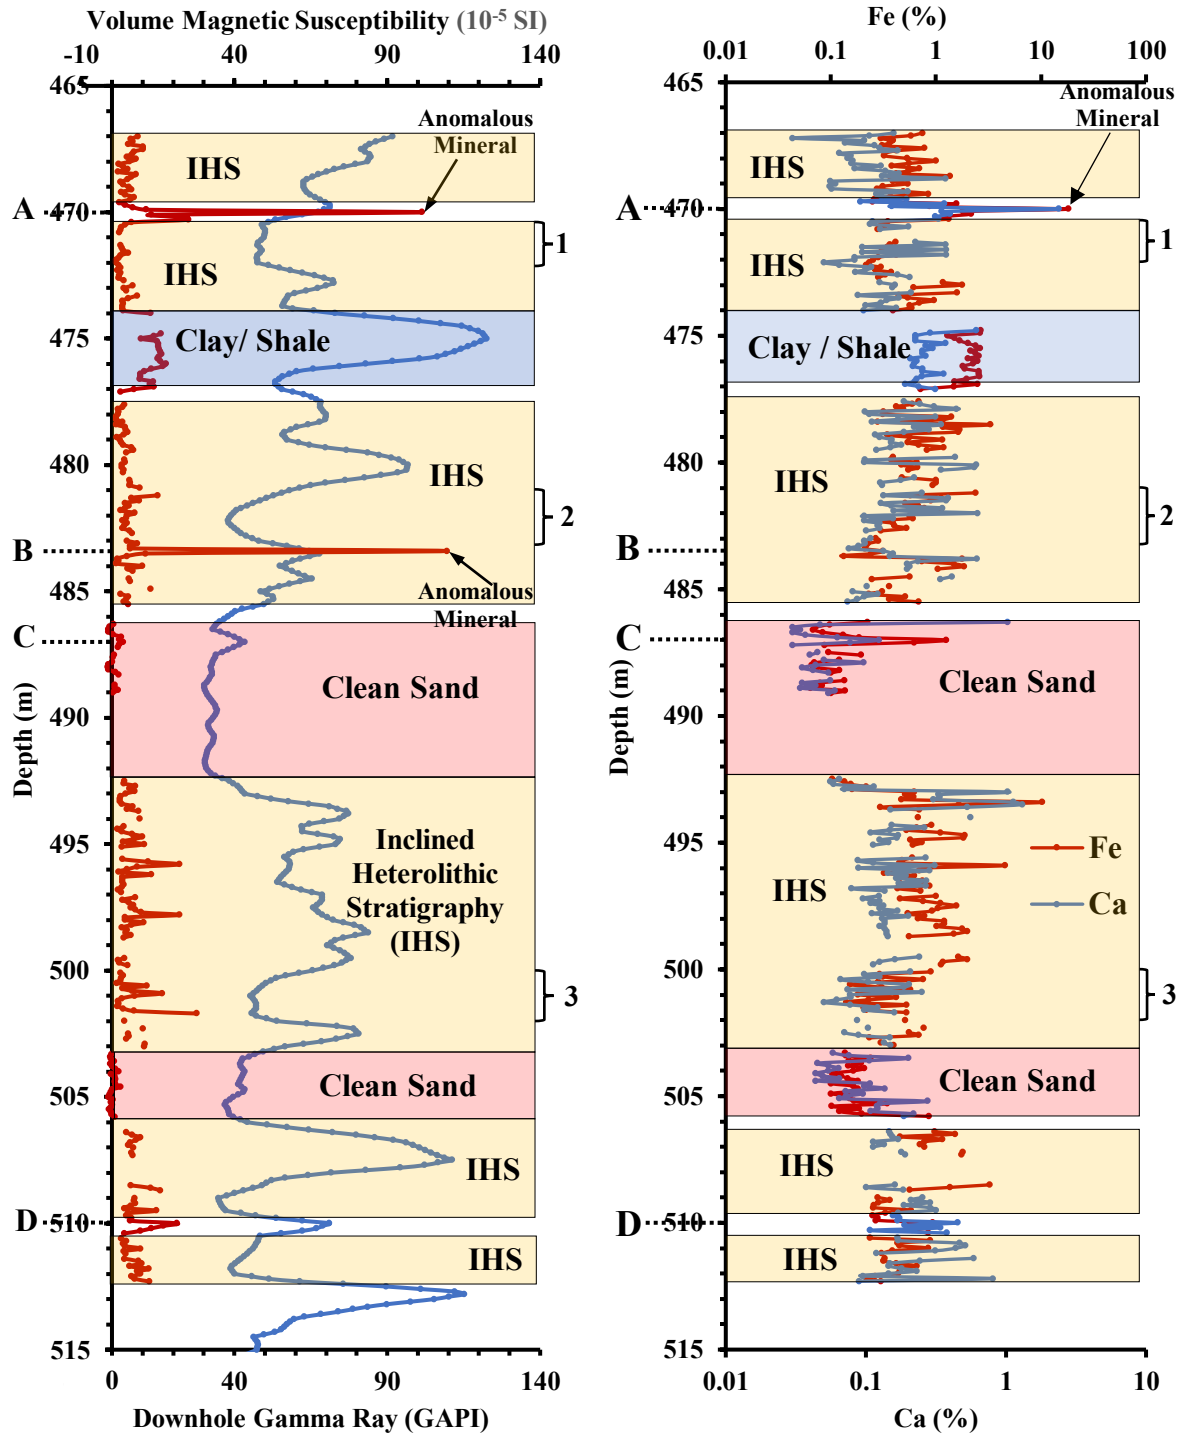 Volume Magnetic Susceptibility (10-5 SI)
-10 40 90 140
465
470
475
480
485
490
495
500
505
510
515
Depth (m)
0 40 90 140
Downhole Gamma Ray (GAPI)
IHS
Anomalous
Mineral
A
1
IHS
Clay/ Shale
IHS
2
B
Anomalous
Mineral
C
Clean Sand
Inclined
Heterolithic
Stratigraphy
(IHS)
3
Clean Sand
IHS
D
IHS
Fe (%)
0.01 0.1 1 10 100
465
470
475
480
485
490
495
500
505
510
515
Depth (m)
0.01 0.1 1 10
Ca (%)
Anomalous
Mineral
IHS
A
1
IHS
Clay / Shale
IHS
2
B
C
Clean Sand
Fe
IHS
Ca
3
Clean Sand
IHS
D
IHS